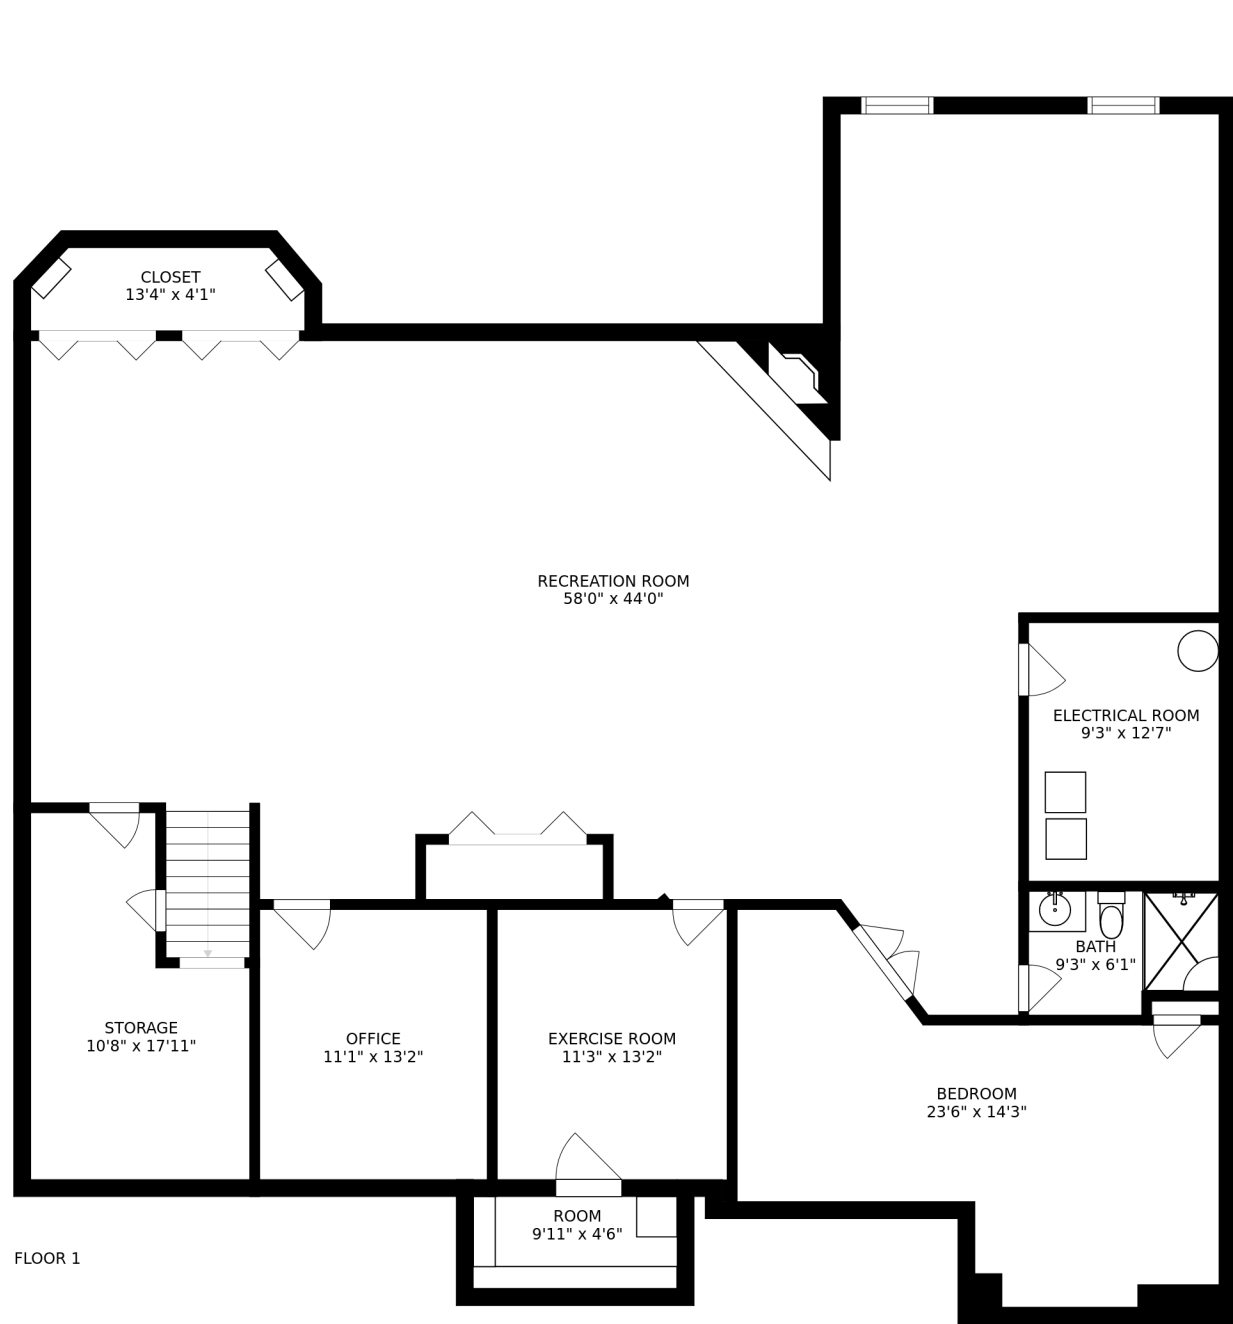 CLOSET
13'4" x 4'1"
RECREATION ROOM
58'0" x 44'0"
ELECTRICAL ROOM
9'3" x 12'7"
BATH
9'3" x 6'1"
STORAGE
10'8" x 17'11"
OFFICE
11'1" x 13'2"
EXERCISE ROOM
11'3" x 13'2"
BEDROOM
23'6" x 14'3"
ROOM
9'11" x 4'6"
FLOOR 1